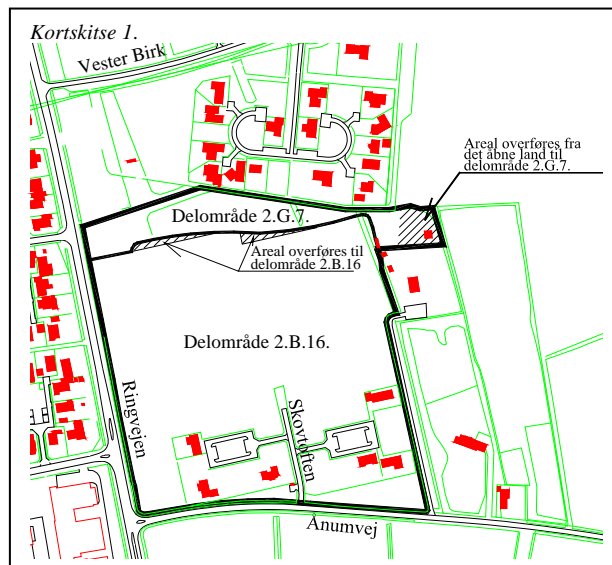 Kortskitse 1.
Vester Birk
Areal overføres fra
det åbne land til
delområde 2.G.7.
Delområde 2.G.7.
Areal overføres til
delområde 2.B.16
Delområde 2.B.16.
Ringvejen
Skovtoften
Ånumvej